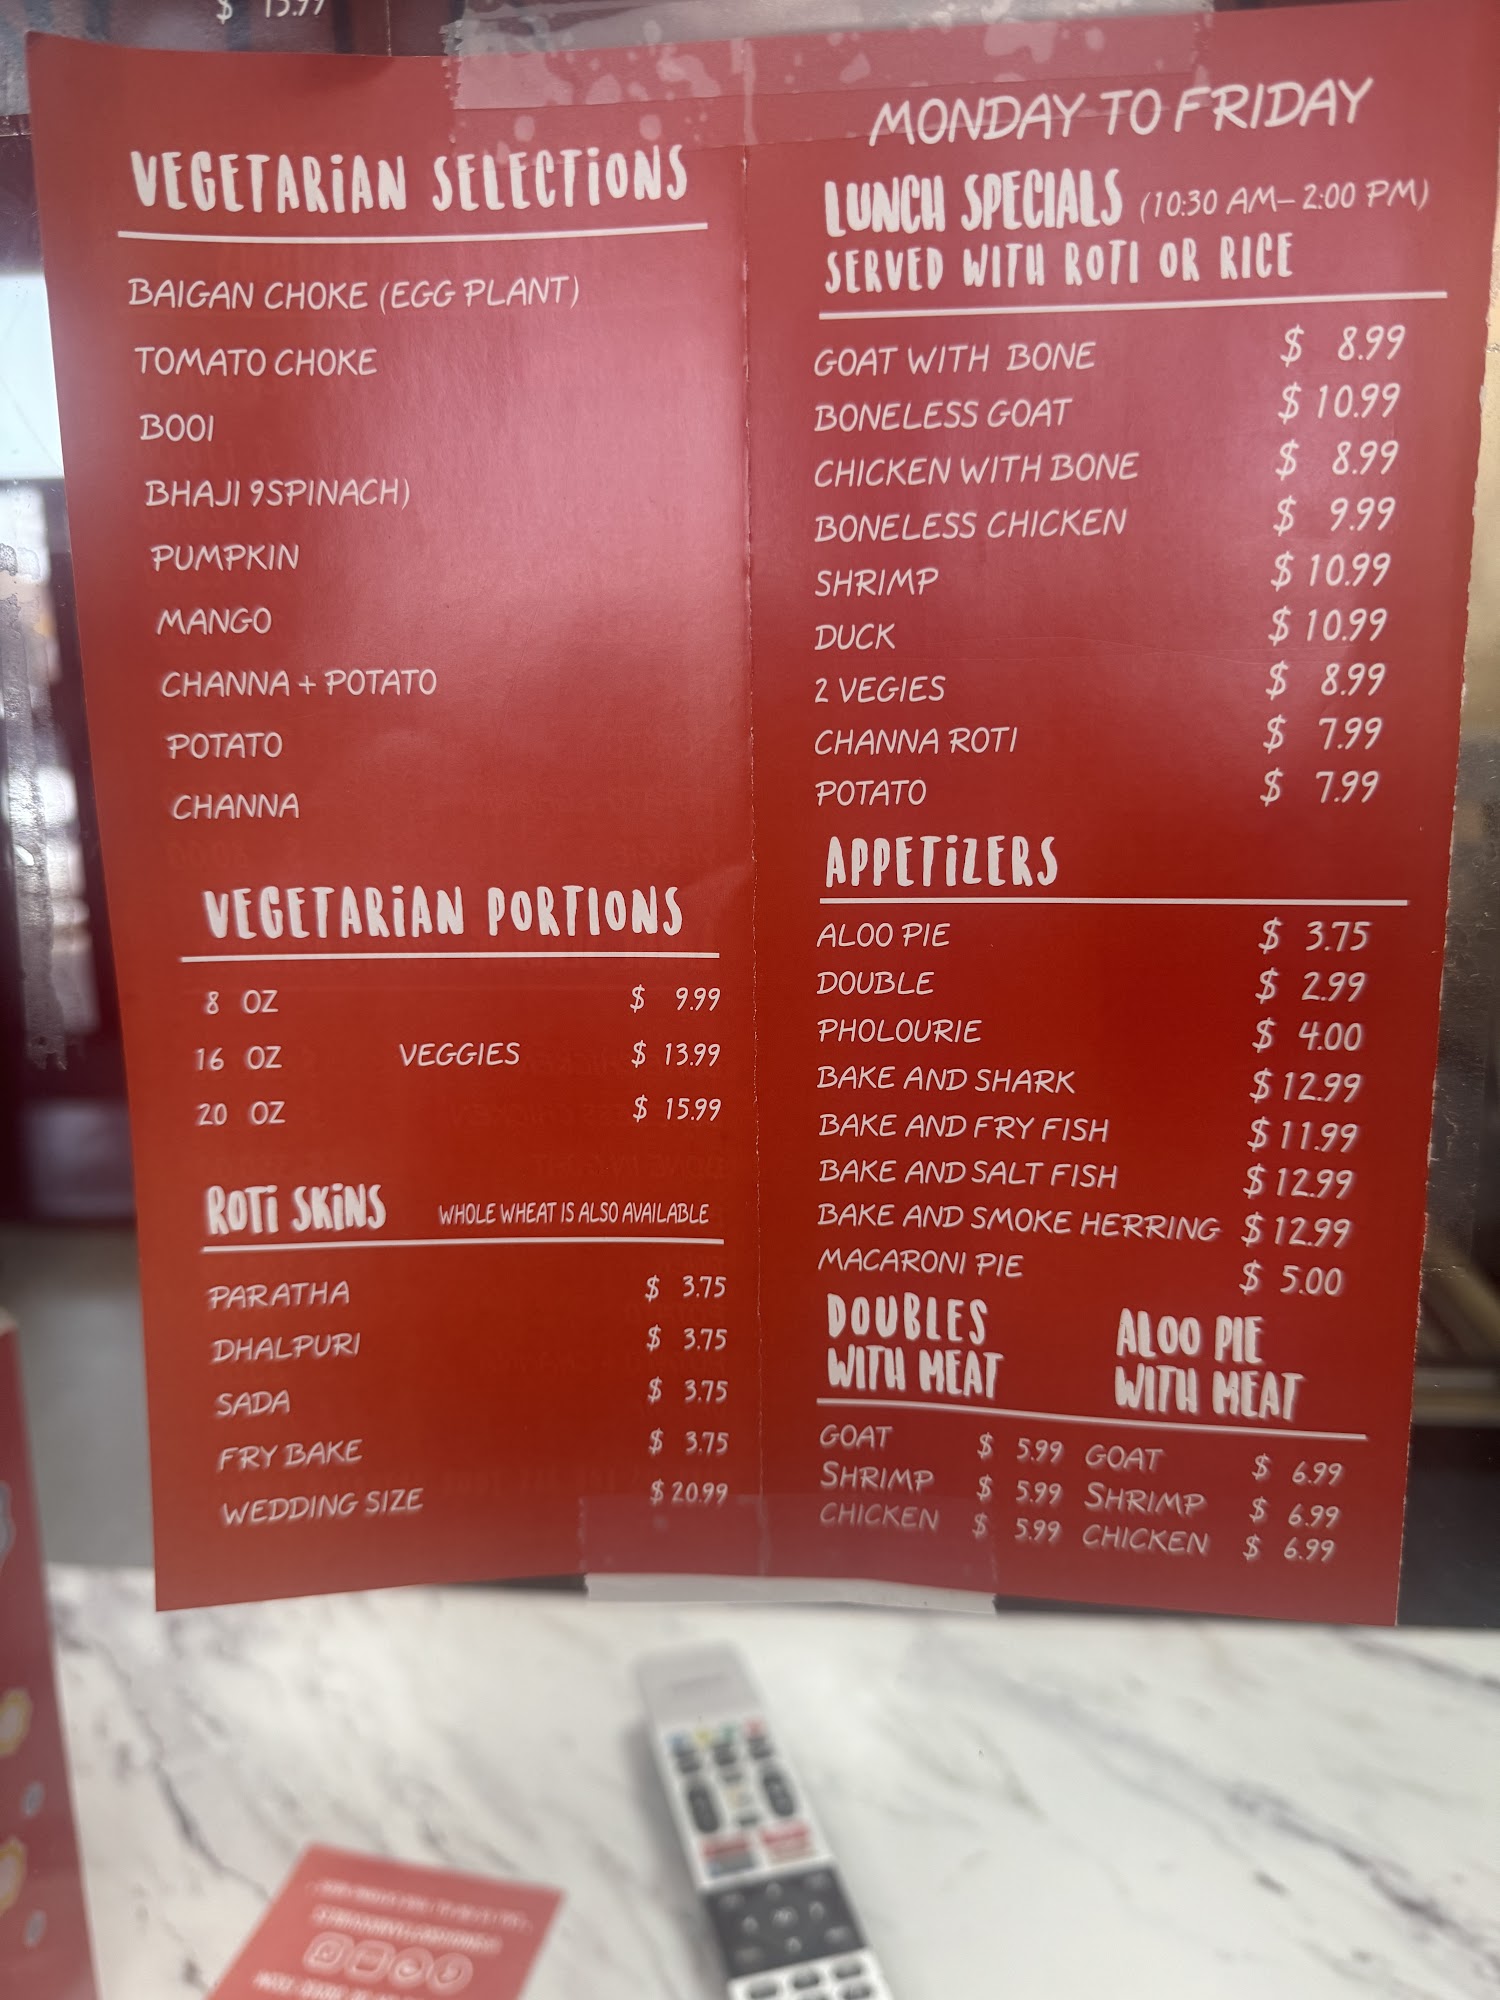 $ 15.99
VEGETARIAN SELECTIONS
BAIGAN CHOKE (EGG PLANT)
TOMATO CHOKE
BOOI
BHAJI 9SPINACH)
PUMPKIN
MANGO
CHANNA + POTATO
POTATO
CHANNA
VEGETARIAN PORTIONS
8 OZ $ 9.99
16 OZ VEGGIES $ 13.99
20 OZ $ 15.99
ROTI SKINS WHOLE WHEAT IS ALSO AVAILABLE
PARATHA $ 3.75
DHALPURI $ 3.75
SADA $ 3.75
FRY BAKE $ 3.75
WEDDING SIZE $ 20.99
MONDAY TO FRIDAY
LUNCH SPECIALS (10:30 AM– 2:00 PM)
SERVED WITH ROTI OR RICE
GOAT WITH BONE $ 8.99
BONELESS GOAT $ 10.99
CHICKEN WITH BONE $ 8.99
BONELESS CHICKEN $ 9.99
SHRIMP $ 10.99
DUCK $ 10.99
2 VEGIES $ 8.99
CHANNA ROTI $ 7.99
POTATO $ 7.99
APPETIZERS
ALOO PIE $ 3.75
DOUBLE $ 2.99
PHOLOURIE $ 4.00
BAKE AND SHARK $ 12.99
BAKE AND FRY FISH $ 11.99
BAKE AND SALT FISH $ 12.99
BAKE AND SMOKE HERRING $ 12.99
MACARONI PIE $ 5.00
DOUBLES
WITH MEAT
GOAT $ 5.99
SHRIMP $ 5.99
CHICKEN $ 5.99
ALOO PIE
WITH MEAT
GOAT $ 6.99
SHRIMP $ 6.99
CHICKEN $ 6.99